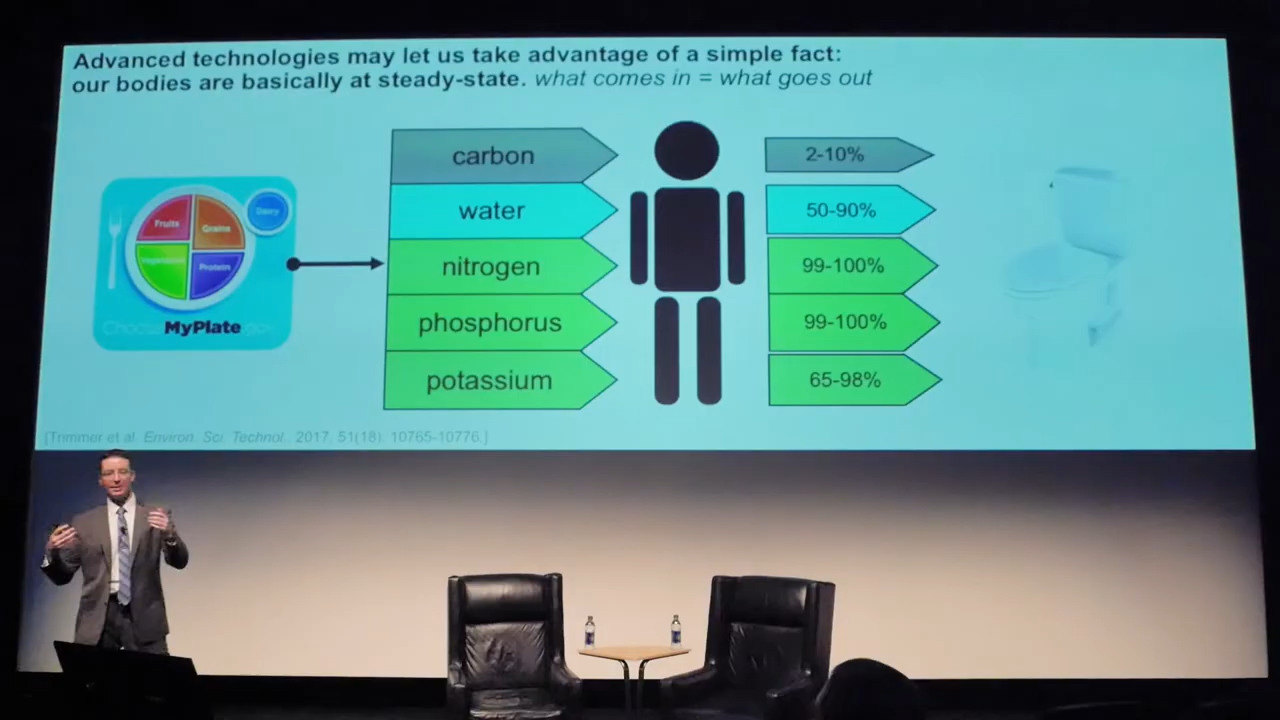 Advanced technologies may let us take advantage of a simple fact:
our bodies are basically at steady-state. what comes in = what goes out
carbon
2-10%
water
50-90%
Fruits
Grains
Dairy
Vegetables
Protein
nitrogen
99-100%
phosphorus
99-100%
MyPlate
potassium
65-98%
[Trimmer et al. Environ. Sci. Technol. 2017, 51(18). 10765-10776.]